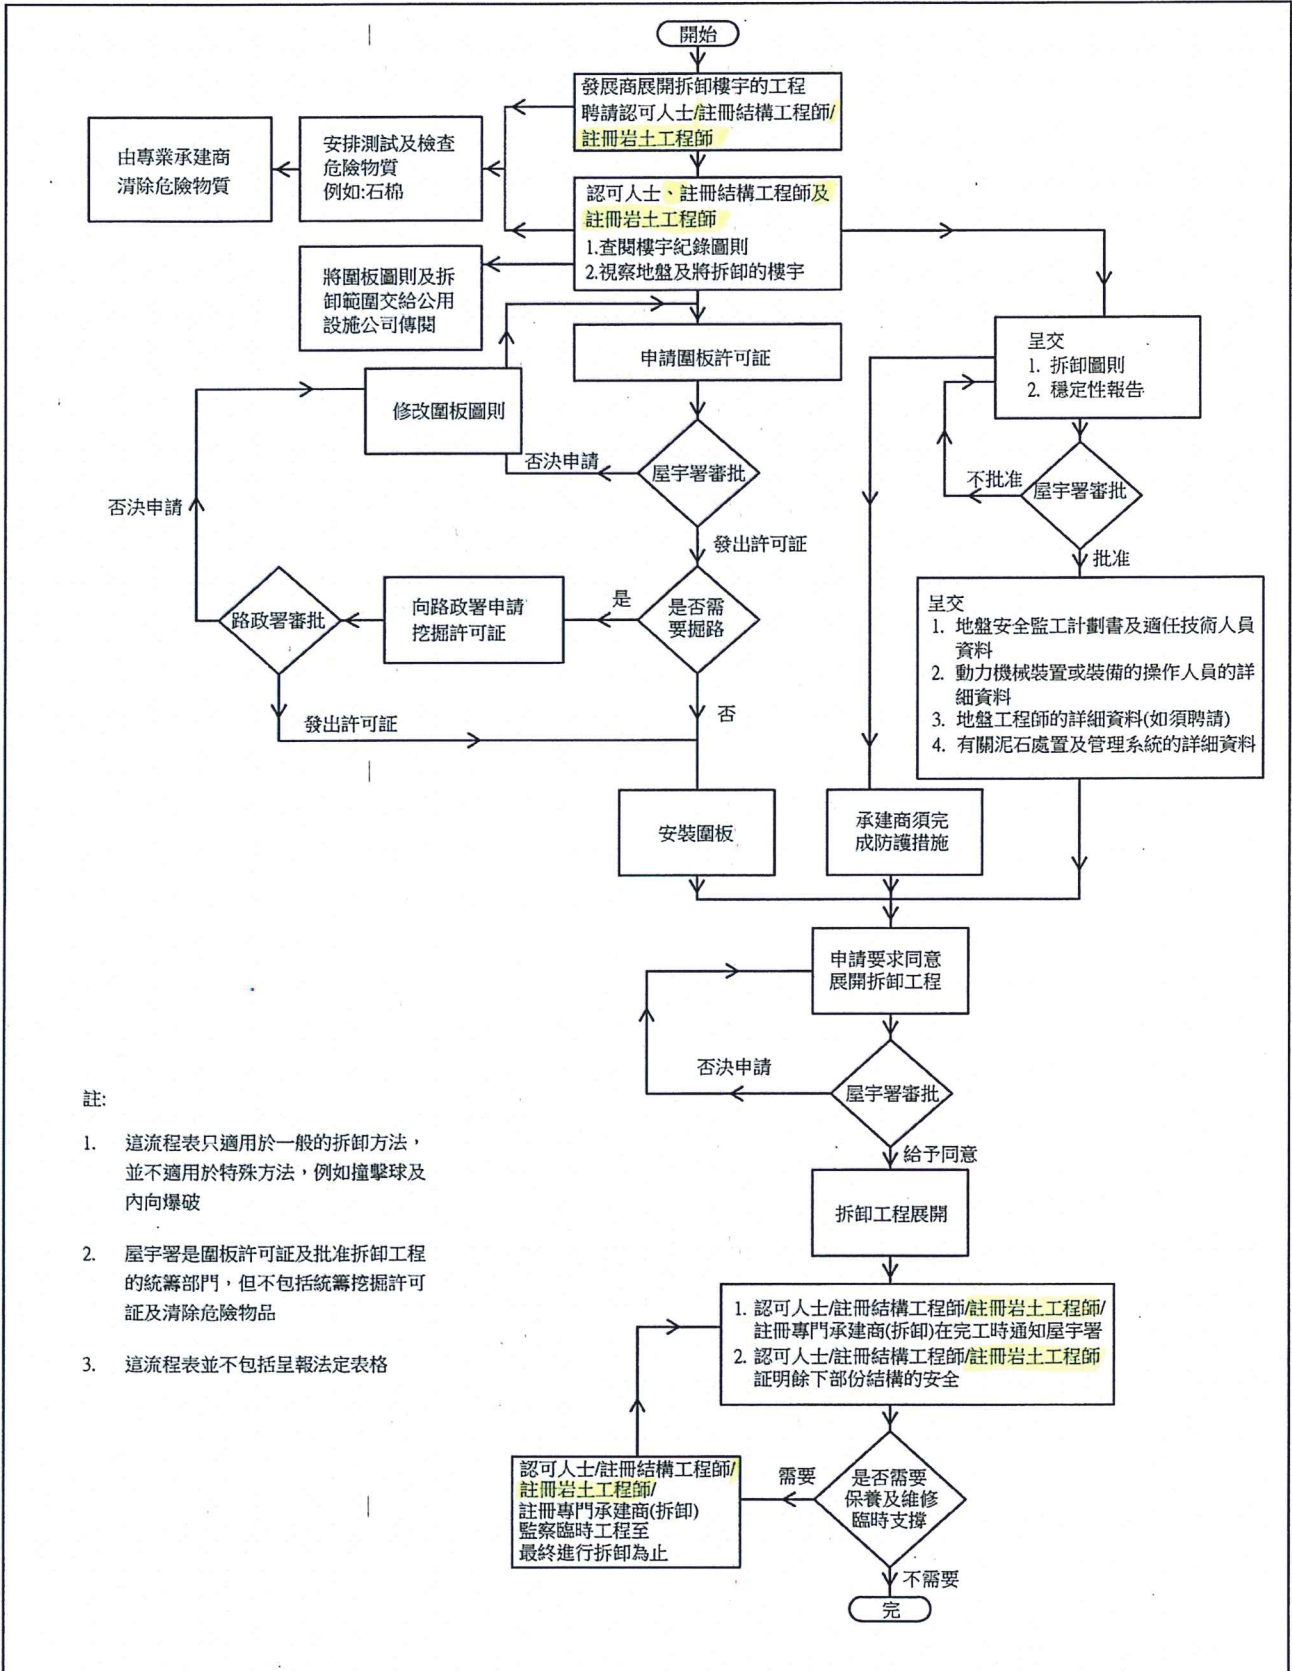 開始
發展商展開拆卸樓宇的工程
聘請認可人士/註冊結構工程師/
註冊岩土工程師
安排測試及檢查
危險物質
例如:石棉
由專業承建商
清除危險物質
認可人士、註冊結構工程師及
註冊岩土工程師
1.查閱樓宇紀錄圖則
2.視察地盤及將拆卸的樓宇
將圍板圖則及拆
卸範圍交給公用
設施公司傳閱
申請圍板許可証
呈交
1. 拆卸圖則
2. 穩定性報告
修改圍板圖則
否決申請
屋宇署審批
不批准
屋宇署審批
否決申請
發出許可証
批准
路政署審批
向路政署申請
挖掘許可証
是
是否需
要掘路
呈交
1. 地盤安全監工計劃書及適任技術人員
資料
2. 動力機械裝置或裝備的操作人員的詳
細資料
3. 地盤工程師的詳細資料(如須聘請)
4. 有關泥石處置及管理系統的詳細資料
發出許可証
否
安裝圍板
承建商須完
成防護措施
申請要求同意
展開拆卸工程
否決申請
屋宇署審批
給予同意
拆卸工程展開
註:
1. 這流程表只適用於一般的拆卸方法,
並不適用於特殊方法,例如撞擊球及
內向爆破
2. 屋宇署是圍板許可証及批准拆卸工程
的統籌部門,但不包括統籌挖掘許可
証及清除危險物品
3. 這流程表並不包括呈報法定表格
1. 認可人士/註冊結構工程師/註冊岩土工程師/
註冊專門承建商(拆卸)在完工時通知屋宇署
2. 認可人士/註冊結構工程師/註冊岩土工程師
証明餘下部份結構的安全
認可人士/註冊結構工程師/
註冊岩土工程師/
註冊專門承建商(拆卸)
監察臨時工程至
最終進行拆卸為止
需要
是否需要
保養及維修
臨時支撐
不需要
完